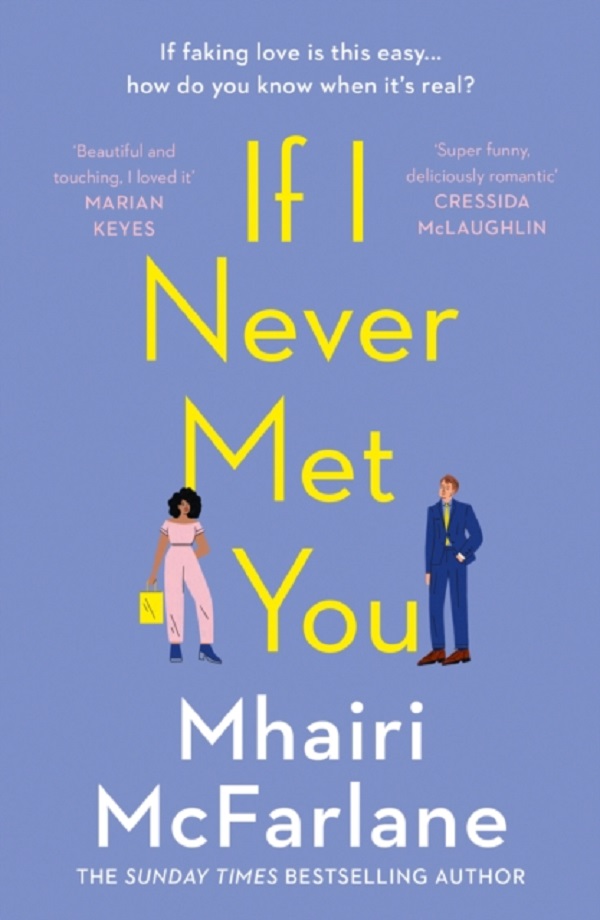 If faking love is this easy...
how do you know when it's real?
'Beautiful and
touching, I loved it'
MARIAN
KEYES
'Super funny,
deliciously romantic'
CRESSIDA
McLAUGHLIN
If I
Never
Met
You
Mhairi
McFarlane
THE SUNDAY TIMES BESTSELLING AUTHOR